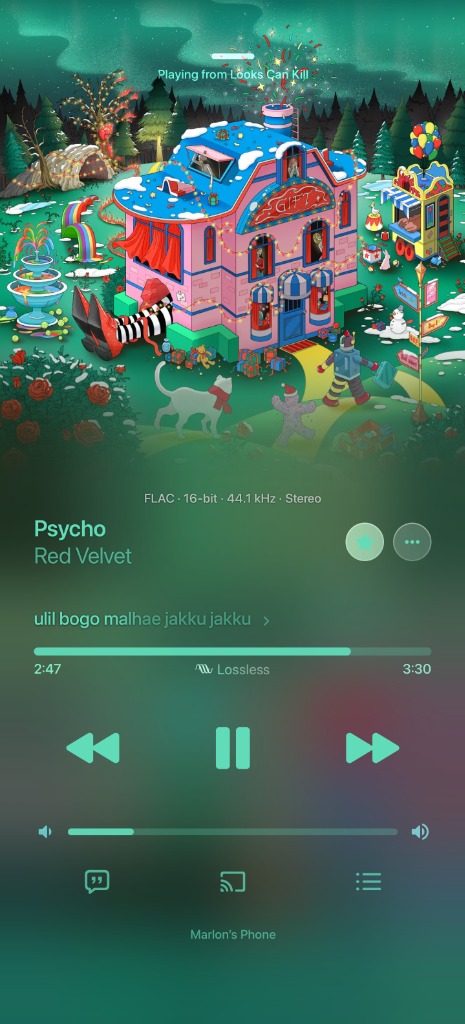 Playing from Looks Can Kill
GIFT
FLAC · 16-bit · 44.1 kHz · Stereo
Psycho
Red Velvet
ulil bogo malhae jakku jakku
2:47
Lossless
3:30
Marlon's Phone